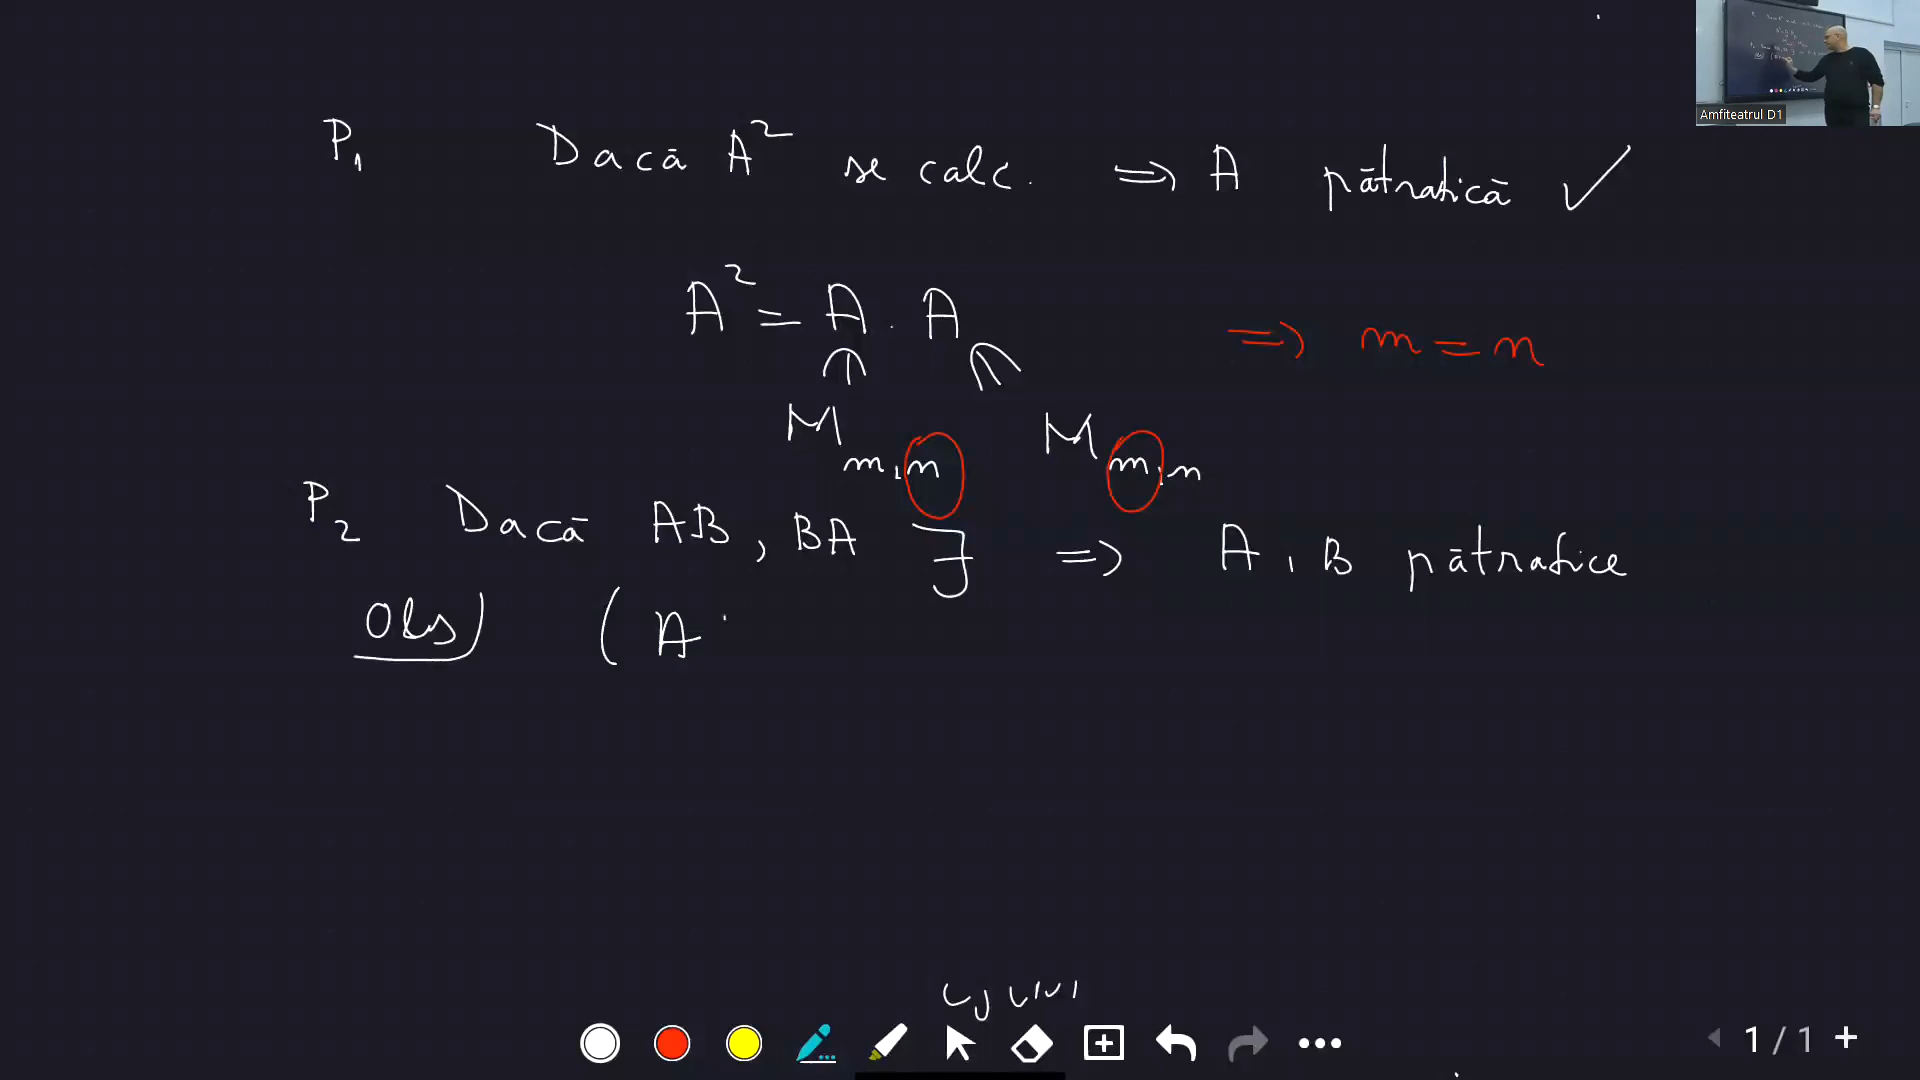 Amfiteatrul D1
P₁ Dacă A² se calc. ⇒ A pătratică ✓
A² = A · A ⇒ m = n
M m,n M m,n
P₂ Dacă AB, BA ∃ ⇒ A, B pătratice
Obs) ( A
1 / 1